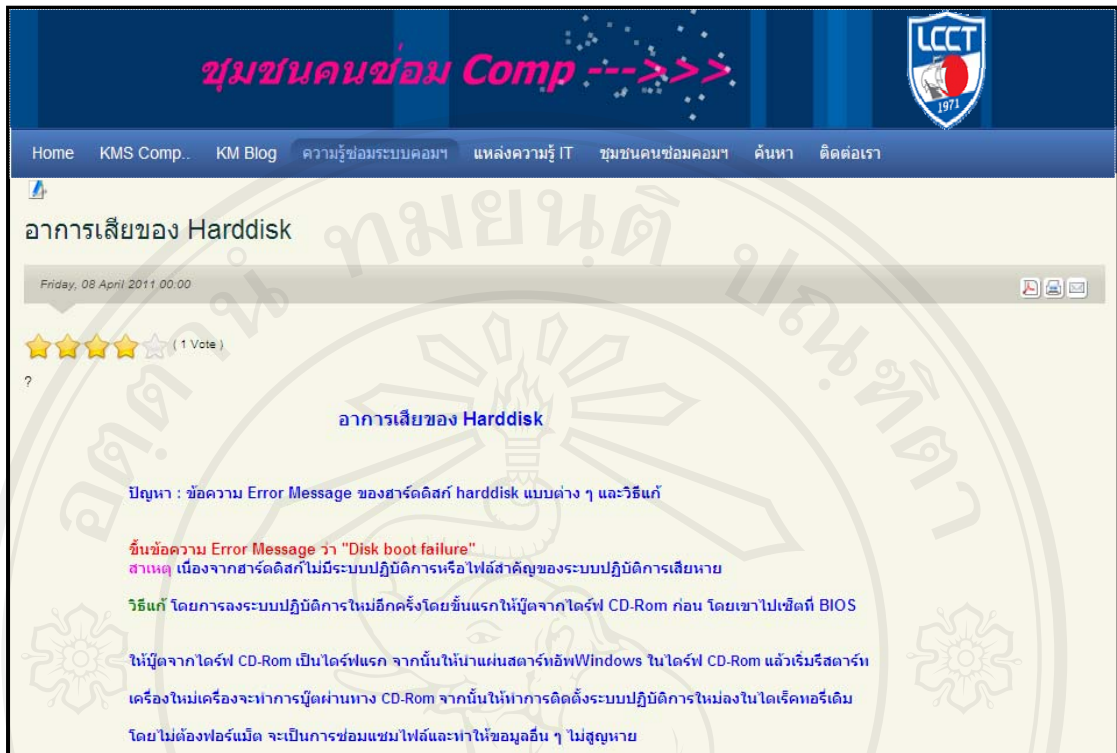 ชุมชนคนซ่อม Comp --->>>
LCCT
1971
Home KMS Comp.. KM Blog ความรู้ซ่อมระบบคอมฯ แหล่งความรู้ IT ชุมชนคนซ่อมคอมฯ ค้นหา ติดต่อเรา
อาการเสียของ Harddisk
Friday, 08 April 2011 00:00
( 1 Vote )
?
อาการเสียของ Harddisk
ปัญหา : ข้อความ Error Message ของฮาร์ดดิสก์ harddisk แบบต่าง ๆ และวิธีแก้
ขึ้นข้อความ Error Message ว่า "Disk boot failure"
สาเหตุ เนื่องจากฮาร์ดดิสก์ไม่มีระบบปฏิบัติการหรือไฟล์สำคัญของระบบปฏิบัติการเสียหาย
วิธีแก้ โดยการลงระบบปฏิบัติการใหม่อีกครั้งโดยขั้นแรกให้บู๊ตจากไดร์ฟ CD-Rom ก่อน โดยเขาไปเซ็ตที่ BIOS
ให้บู๊ตจากไดร์ฟ CD-Rom เป็นไดร์ฟแรก จากนั้นให้นำแผ่นสตาร์ทอัพWindows ในไดร์ฟ CD-Rom แล้วเริ่มรีสตาร์ท
เครื่องใหม่เครื่องจะทำการบู๊ตผ่านทาง CD-Rom จากนั้นให้ทำการติดตั้งระบบปฏิบัติการใหม่ลงในไดเร็คทอรี่เดิม
โดยไม่ต้องฟอร์แม็ต จะเป็นการซ่อมแซมไฟล์และทำให้ขอมูลอื่น ๆ ไม่สูญหาย